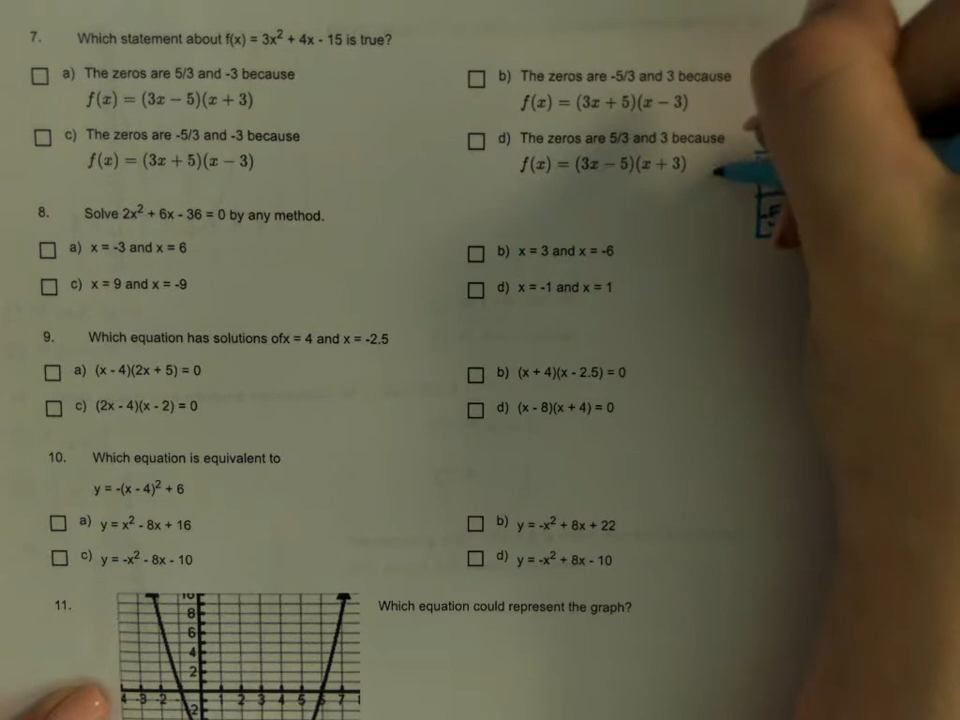 7. Which statement about f(x) = 3x² + 4x - 15 is true?
a) The zeros are 5/3 and -3 because
f(x) = (3x − 5)(x + 3)
b) The zeros are -5/3 and 3 because
f(x) = (3x + 5)(x − 3)
c) The zeros are -5/3 and -3 because
f(x) = (3x + 5)(x − 3)
d) The zeros are 5/3 and 3 because
f(x) = (3x − 5)(x + 3)
8. Solve 2x² + 6x - 36 = 0 by any method.
a) x = -3 and x = 6
b) x = 3 and x = -6
c) x = 9 and x = -9
d) x = -1 and x = 1
9. Which equation has solutions ofx = 4 and x = -2.5
a) (x - 4)(2x + 5) = 0
b) (x + 4)(x - 2.5) = 0
c) (2x - 4)(x - 2) = 0
d) (x - 8)(x + 4) = 0
10. Which equation is equivalent to
y = -(x - 4)² + 6
a) y = x² - 8x + 16
b) y = -x² + 8x + 22
c) y = -x² - 8x - 10
d) y = -x² + 8x - 10
11. Which equation could represent the graph?
10
8
6
4
2
4 -3 -2 1 2 3 4 5 6 7
2